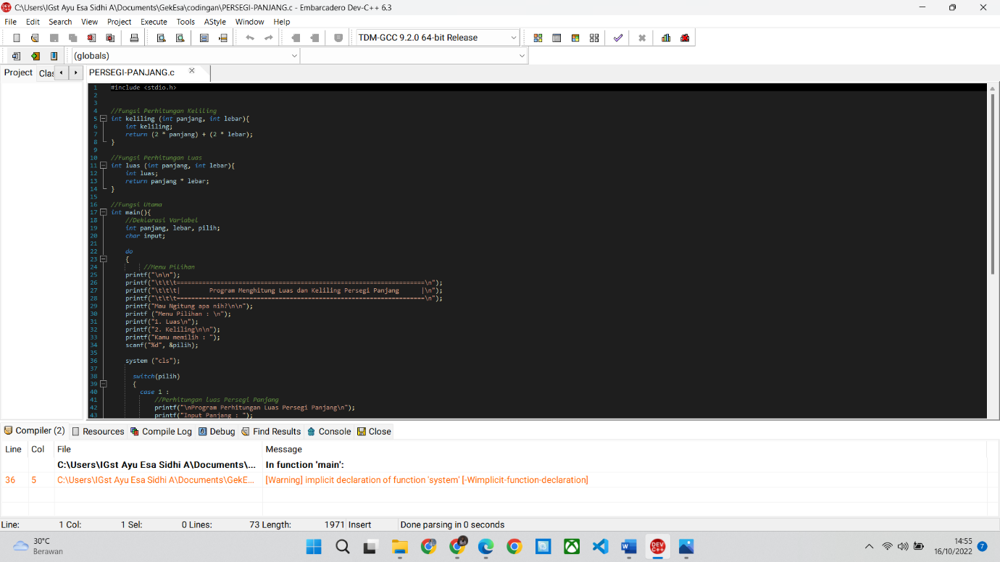 C:\Users\IGst Ayu Esa Sidhi A\Documents\GekEsa\codingan\PERSEGI-PANJANG.c - Embarcadero Dev-C++ 6.3
File Edit Search View Project Execute Tools AStyle Window Help
TDM-GCC 9.2.0 64-bit Release
(globals)
Project Clas PERSEGI-PANJANG.c
1 #include <stdio.h>
2
3
4 //Fungsi Perhitungan Keliling
5 int keliling (int panjang, int lebar){
6 int keliling;
7 return (2 * panjang) + (2 * lebar);
8 }
9
10 //Fungsi Perhitungan Luas
11 int luas (int panjang, int lebar){
12 int luas;
13 return panjang * lebar;
14 }
15
16 //Fungsi Utama
17 int main(){
18 //Deklarasi Variabel
19 int panjang, lebar, pilih;
20 char input;
21
22 do
23 {
24 //Menu Pilihan
25 printf("\n\n");
26 printf("\t\t\t====================================================================\n");
27 printf("\t\t\t| Program Menghitung Luas dan Keliling Persegi Panjang |\n");
28 printf("\t\t\t====================================================================\n");
29 printf("Mau Ngitung apa nih?\n\n");
30 printf ("Menu Pilihan : \n");
31 printf("1. Luas\n");
32 printf("2. Keliling\n\n");
33 printf("Kamu memilih : ");
34 scanf("%d", &pilih);
35
36 system ("cls");
37
38 switch(pilih)
39 {
40 case 1 :
41 //Perhitungan luas Persegi Panjang
42 printf("\nProgram Perhitungan Luas Persegi Panjang\n");
43 printf("Input Panjang : ");
Compiler (2) Resources Compile Log Debug Find Results Console Close
Line Col File Message
C:\Users\IGst Ayu Esa Sidhi A\Documents\... In function 'main':
36 5 C:\Users\IGst Ayu Esa Sidhi A\Documents\GekE... [Warning] implicit declaration of function 'system' [-Wimplicit-function-declaration]
Line: 1 Col: 1 Sel: 0 Lines: 73 Length: 1971 Insert Done parsing in 0 seconds
30°C
Berawan
14:55
16/10/2022
7